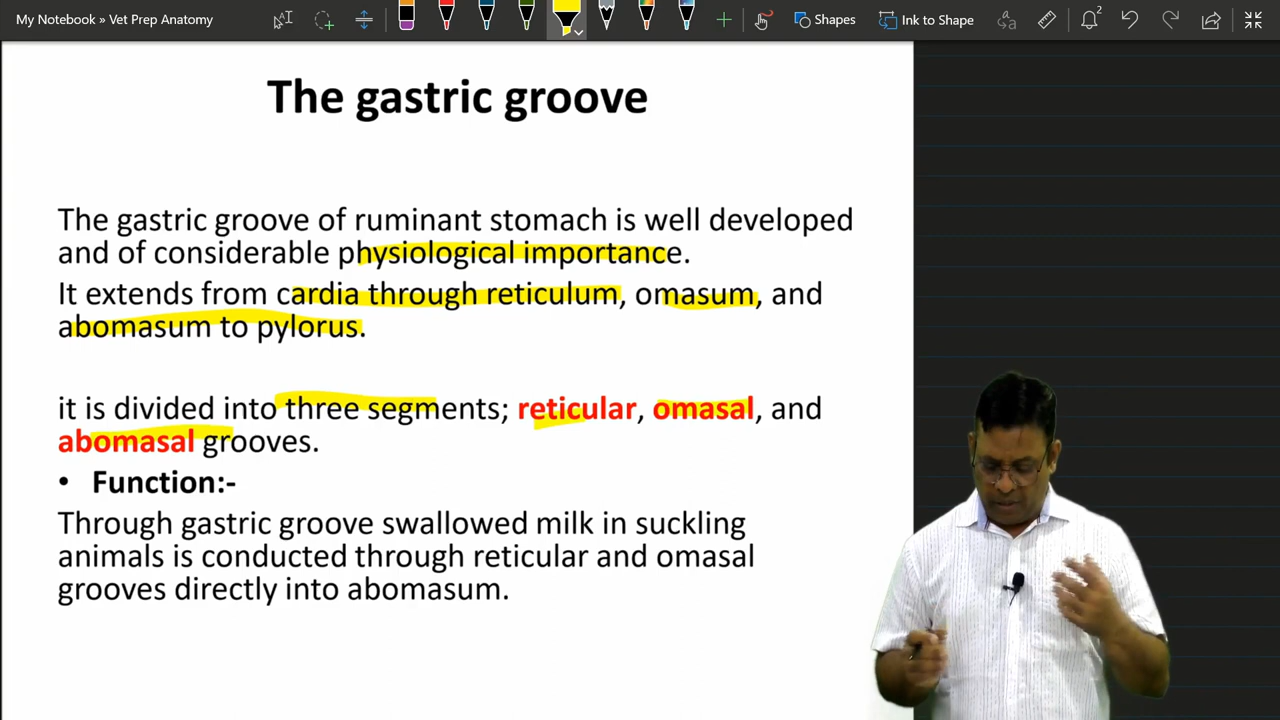 My Notebook » Vet Prep Anatomy
Shapes
Ink to Shape
2
The gastric groove
The gastric groove of ruminant stomach is well developed
and of considerable physiological importance.
It extends from cardia through reticulum, omasum, and
abomasum to pylorus.
it is divided into three segments; reticular, omasal, and
abomasal grooves.
• Function:-
Through gastric groove swallowed milk in suckling
animals is conducted through reticular and omasal
grooves directly into abomasum.